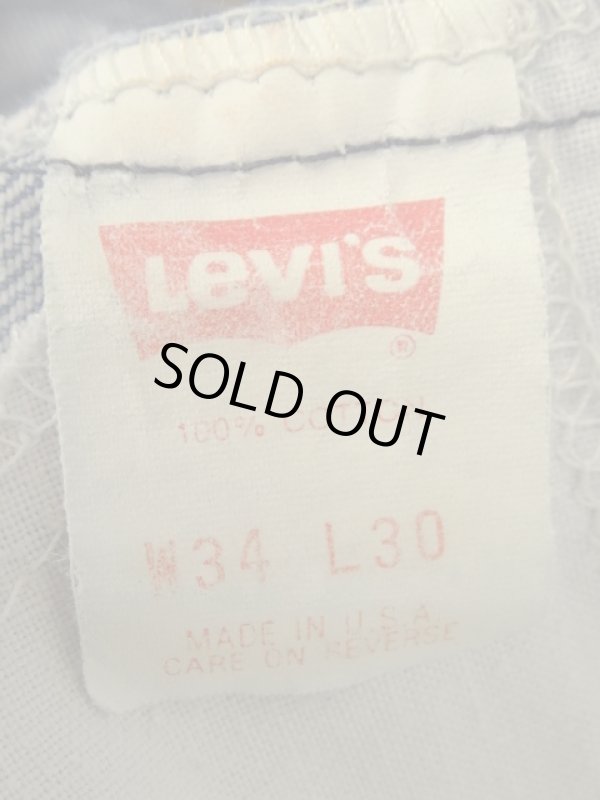 Levi's
®
SOLD OUT
100% COTTON
W34 L30
MADE IN U.S.A.
CARE ON REVERSE